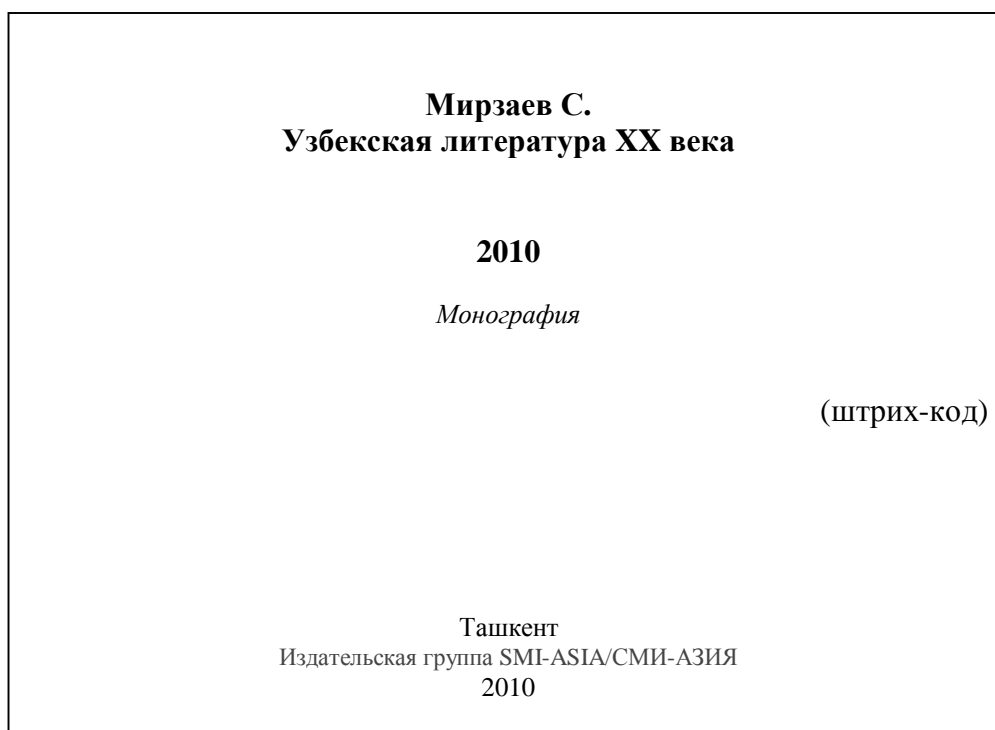 Мирзаев С.
Узбекская литература XX века
2010
Монография
(штрих-код)
Ташкент
Издательская группа SMI-ASIA/СМИ-АЗИЯ
2010